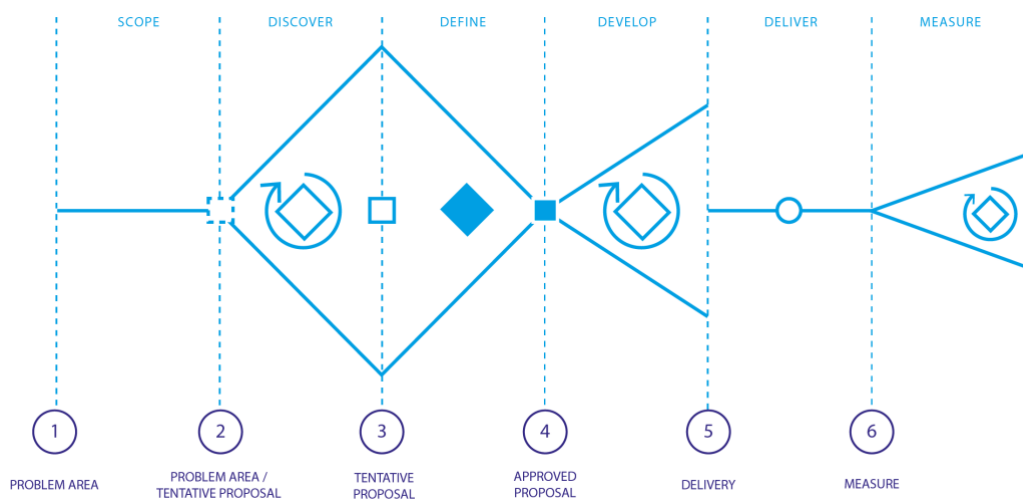 SCOPE
DISCOVER
DEFINE
DEVELOP
DELIVER
MEASURE
1
2
3
4
5
6
PROBLEM AREA
PROBLEM AREA /
TENTATIVE PROPOSAL
TENTATIVE
PROPOSAL
APPROVED
PROPOSAL
DELIVERY
MEASURE